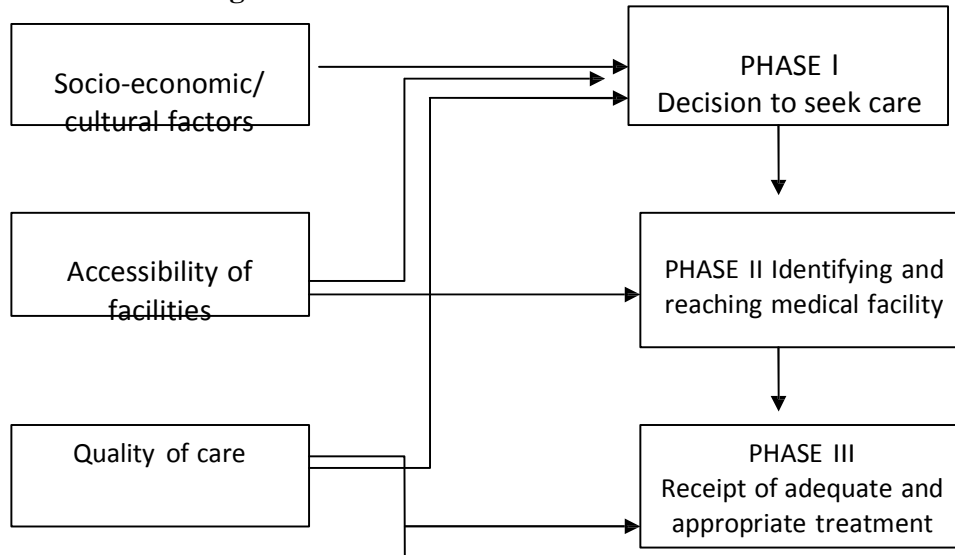 Socio-economic/
cultural factors
PHASE I
Decision to seek care
Accessibility of
facilities
PHASE II Identifying and
reaching medical facility
Quality of care
PHASE III
Receipt of adequate and
appropriate treatment